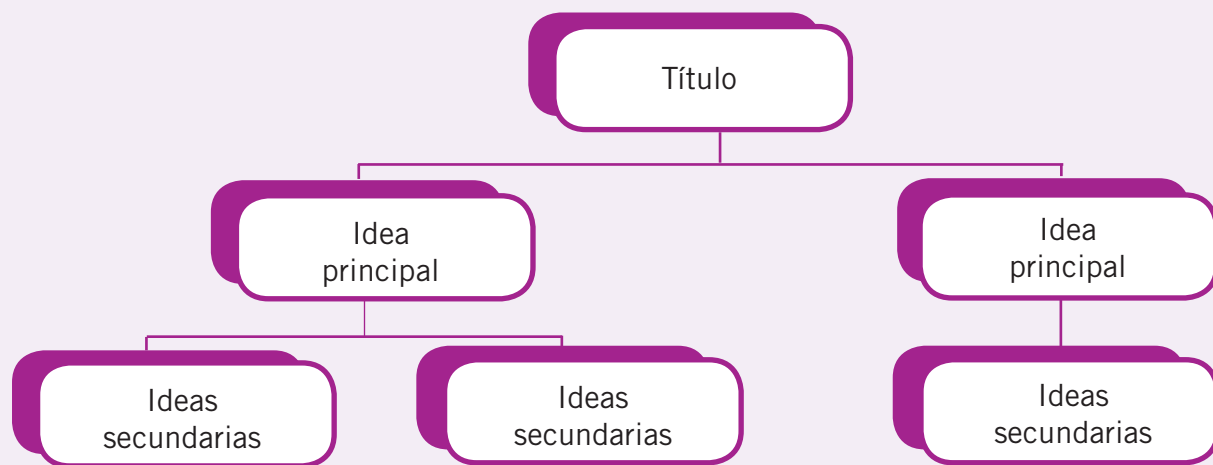 Título
Idea
principal
Idea
principal
Ideas
secundarias
Ideas
secundarias
Ideas
secundarias